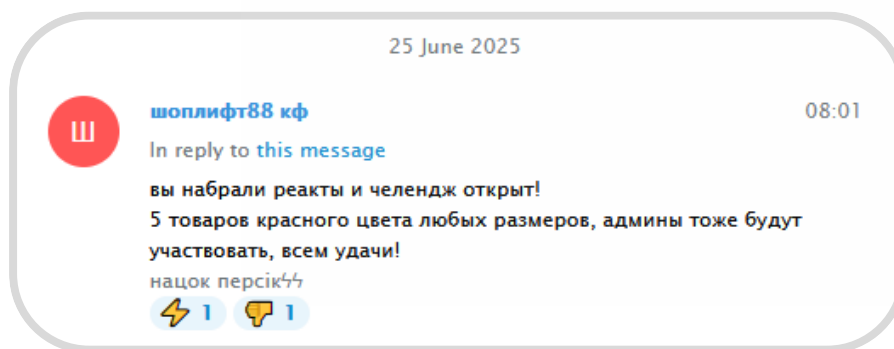 25 June 2025
Ш
шоплифт88 кф
08:01
In reply to this message
вы набрали реакты и челендж открыт!
5 товаров красного цвета любых размеров, админы тоже будут
участвовать, всем удачи!
нацок персікϟϟ
⚡ 1 👎 1